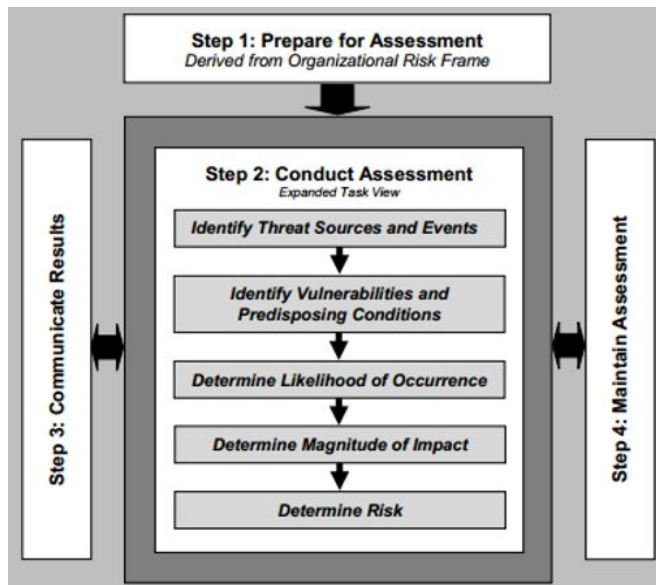 Step 1: Prepare for Assessment
Derived from Organizational Risk Frame
Step 3: Communicate Results
Step 2: Conduct Assessment
Expanded Task View
Identify Threat Sources and Events
Identify Vulnerabilities and
Predisposing Conditions
Determine Likelihood of Occurrence
Determine Magnitude of Impact
Determine Risk
Step 4: Maintain Assessment